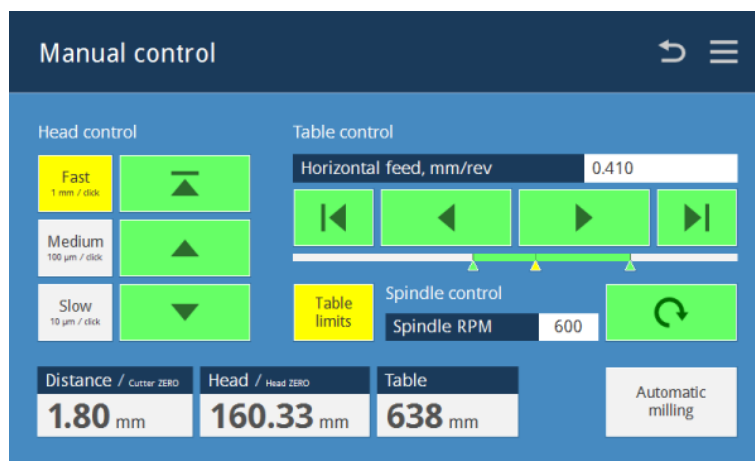 Manual control
Head control
Fast
1 mm / click
Medium
100 μm / click
Slow
10 μm / click
Table control
Horizontal feed, mm/rev 0.410
Table
limits
Spindle control
Spindle RPM 600
Distance / Cutter ZERO
1.80 mm
Head / Head ZERO
160.33 mm
Table
638 mm
Automatic
milling